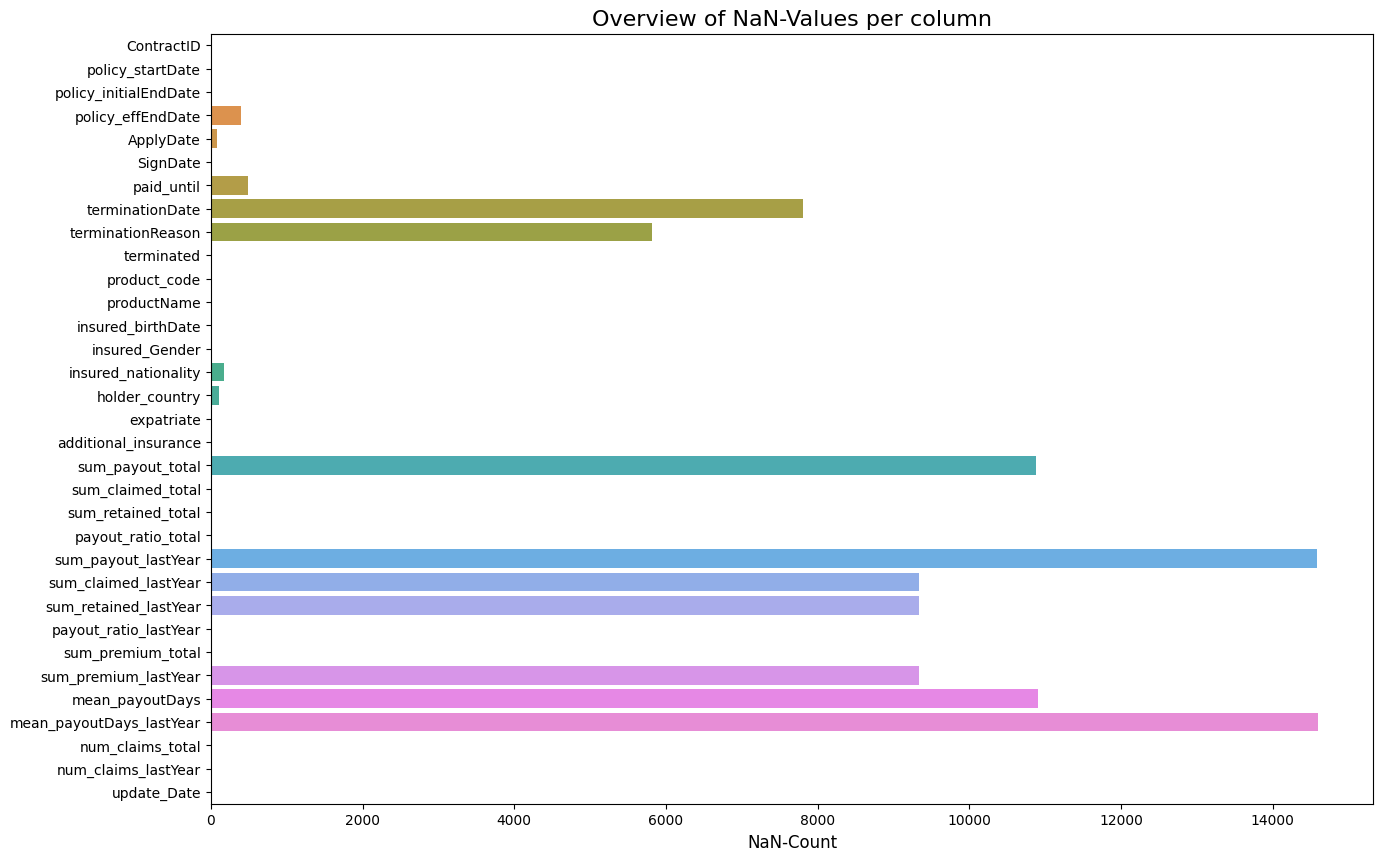 Overview of NaN-Values per column
ContractID
policy_startDate
policy_initialEndDate
policy_effEndDate
ApplyDate
SignDate
paid_until
terminationDate
terminationReason
terminated
product_code
productName
insured_birthDate
insured_Gender
insured_nationality
holder_country
expatriate
additional_insurance
sum_payout_total
sum_claimed_total
sum_retained_total
payout_ratio_total
sum_payout_lastYear
sum_claimed_lastYear
sum_retained_lastYear
payout_ratio_lastYear
sum_premium_total
sum_premium_lastYear
mean_payoutDays
mean_payoutDays_lastYear
num_claims_total
num_claims_lastYear
update_Date
0 2000 4000 6000 8000 10000 12000 14000
NaN-Count